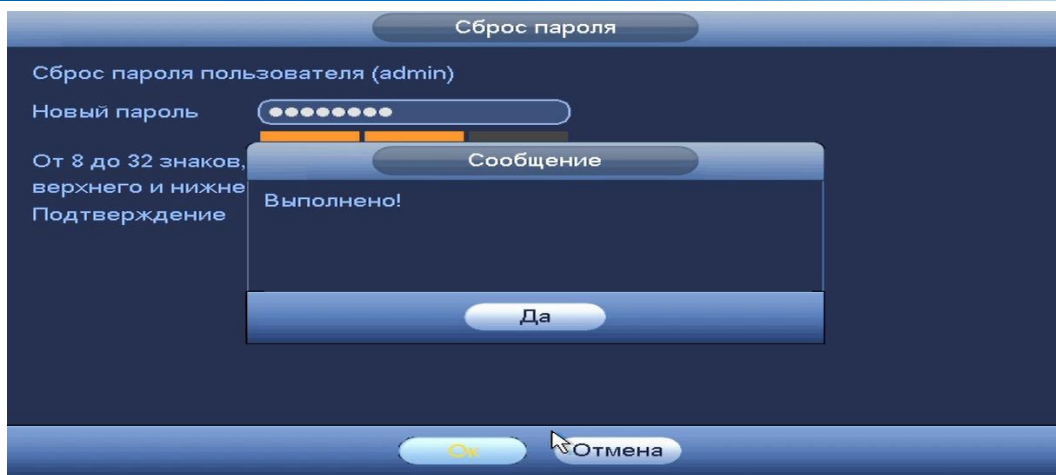 Сброс пароля
Сброс пароля пользователя (admin)
Новый пароль
От 8 до 32 знаков,
верхнего и нижне
Подтверждение
Сообщение
Выполнено!
Да
Ок
Отмена